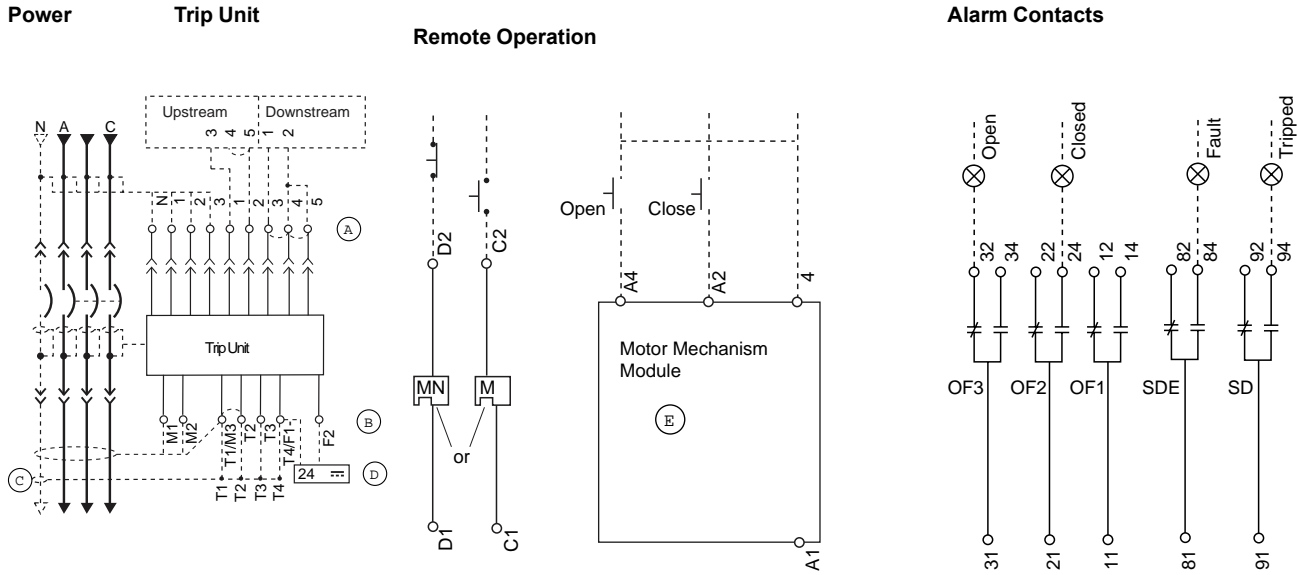 Power
Trip Unit
Remote Operation
Alarm Contacts
Upstream
Downstream
3 4 5 1 2
N A C
N 1 2 3 1 2 3 4 5
A
Trip Unit
M1 M2 T1/M3 T2 T3 T4/F1- F2
B
24
D
C
T1 T2 T3 T4
D2 C2
MN M
or
D1 C1
Open Close
A4 A2 4
Motor Mechanism
Module
E
A1
Open Closed Fault Tripped
32 34 22 24 12 14 82 84 92 94
OF3 OF2 OF1 SDE SD
31 21 11 81 91